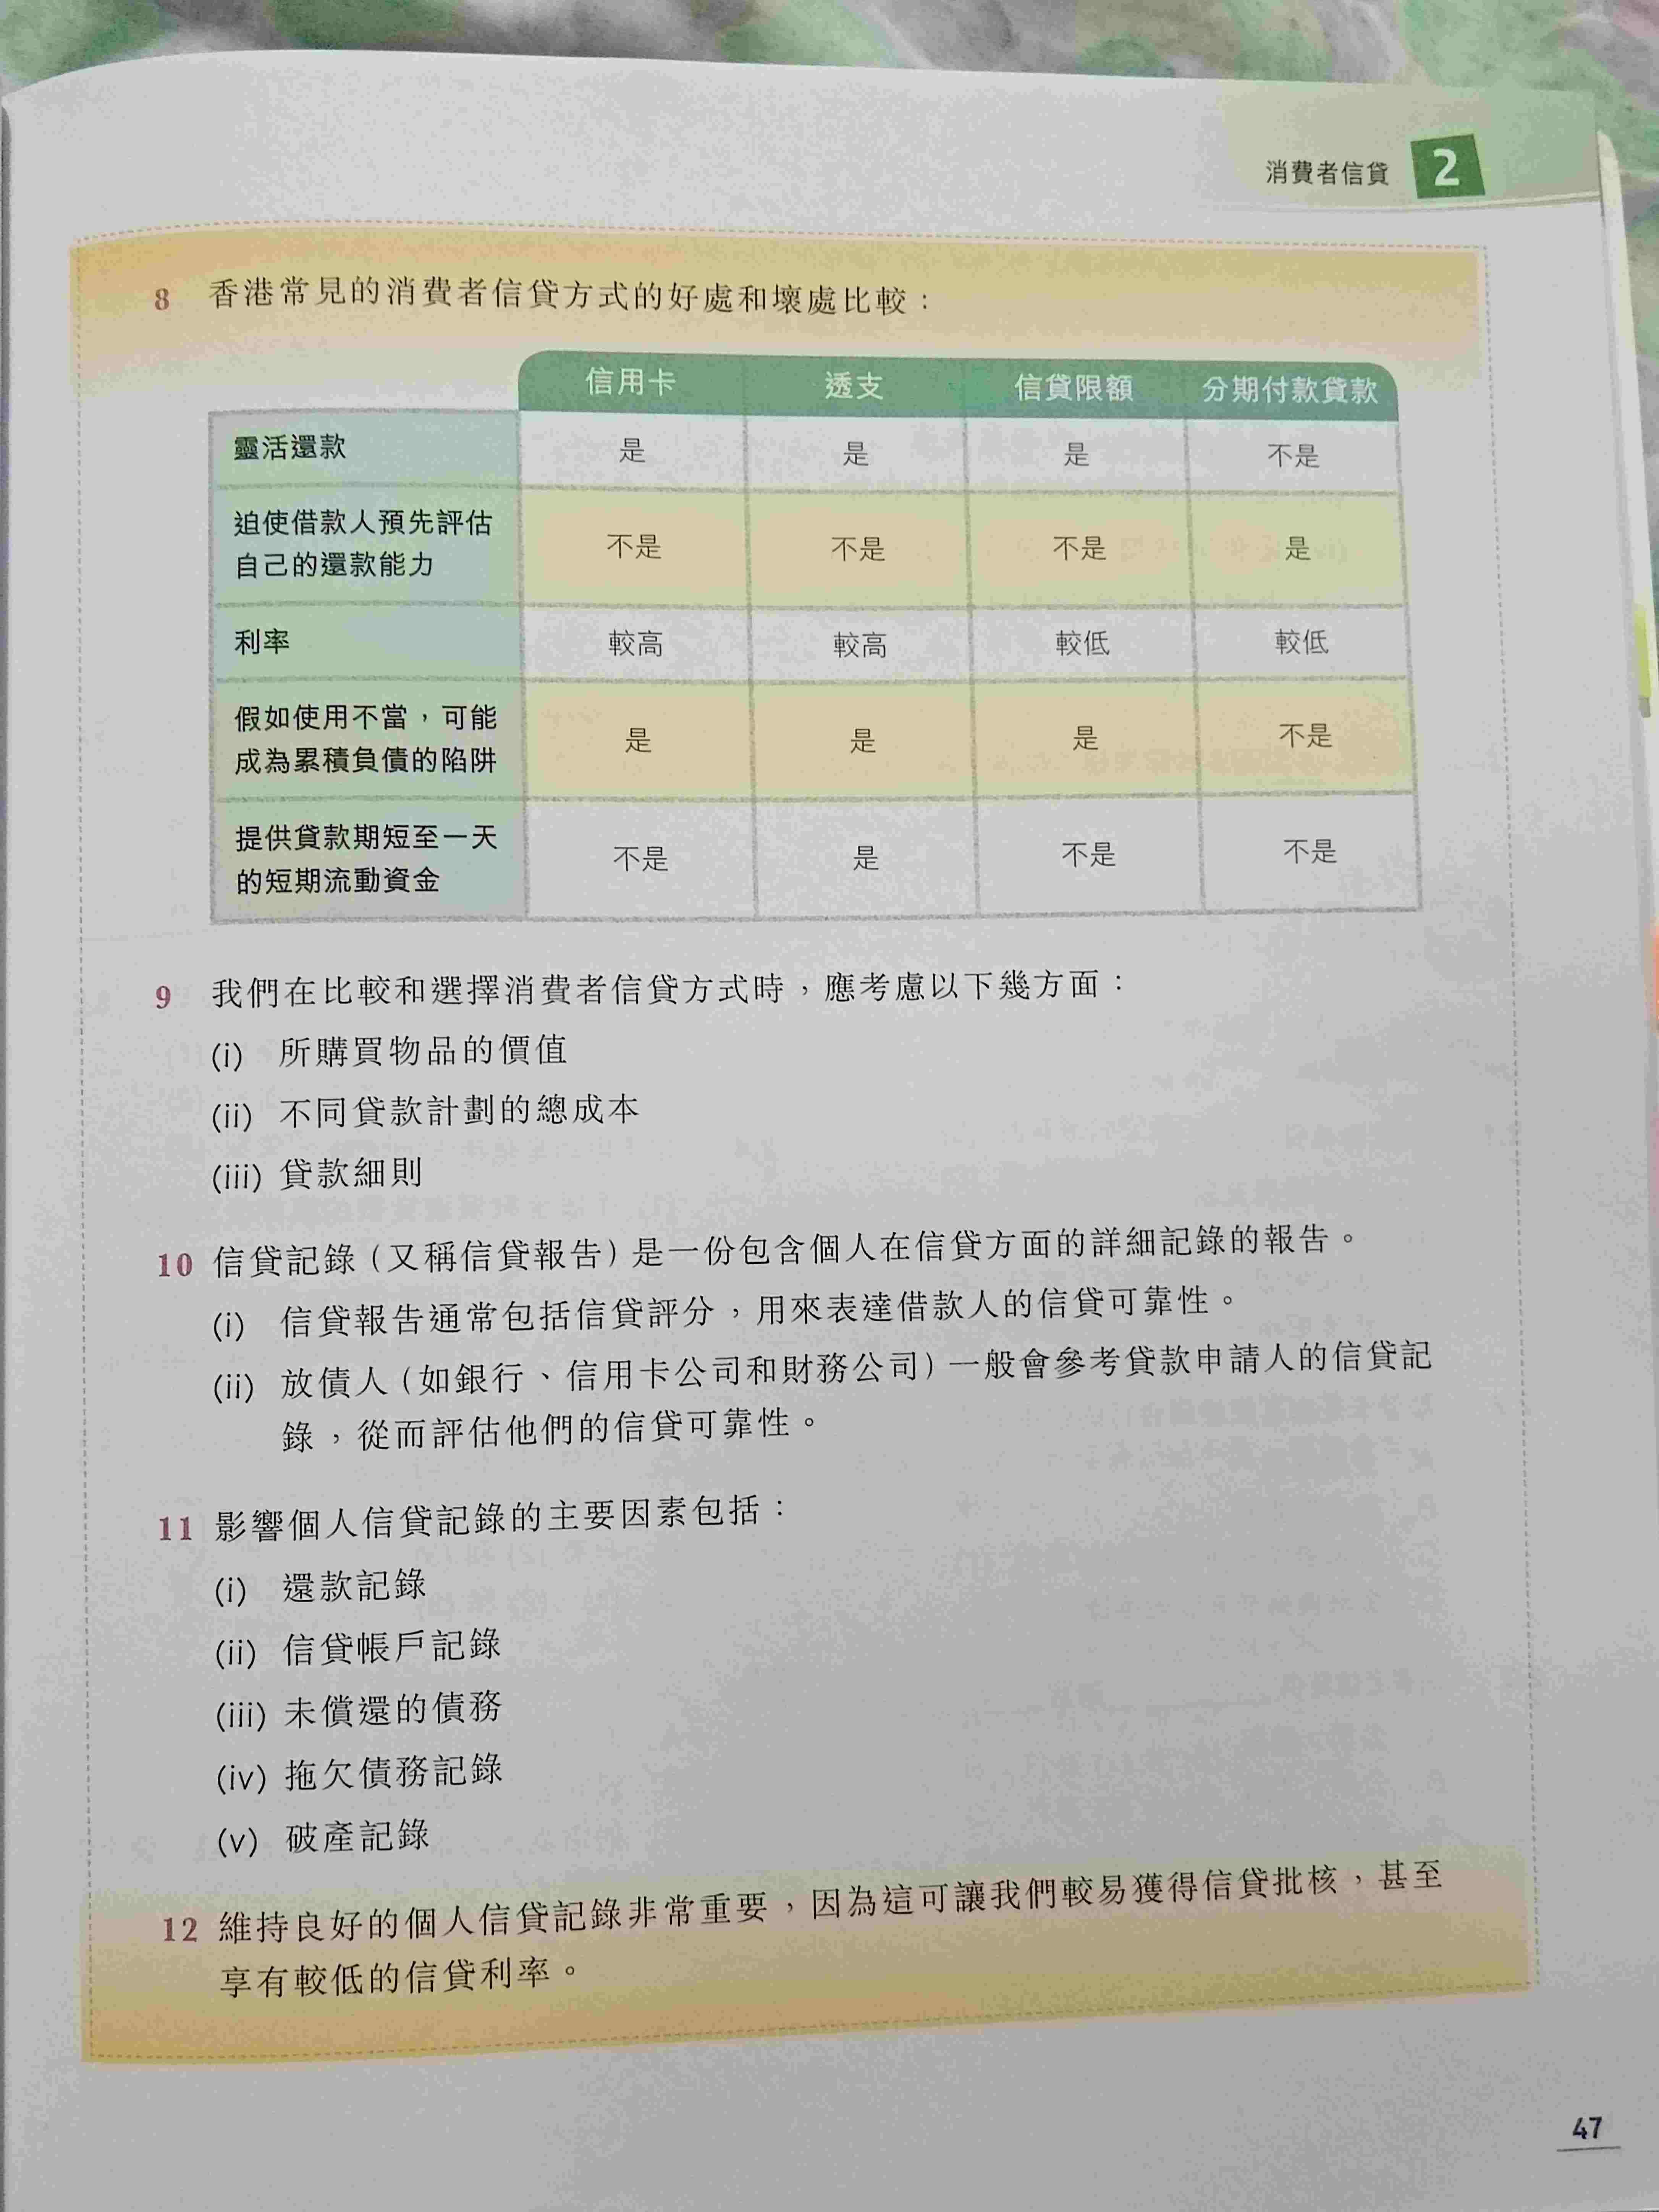 消費者信貸 2
8 香港常見的消費者信貸方式的好處和壞處比較：
信用卡 透支 信貸限額 分期付款貸款
靈活還款 是 是 是 不是
迫使借款人預先評估
自己的還款能力 不是 不是 不是 是
利率 較高 較高 較低 較低
假如使用不當，可能
成為累積負債的陷阱 是 是 是 不是
提供貸款期短至一天
的短期流動資金 不是 是 不是 不是
9 我們在比較和選擇消費者信貸方式時，應考慮以下幾方面：
(i) 所購買物品的價值
(ii) 不同貸款計劃的總成本
(iii) 貸款細則
10 信貸記錄（又稱信貸報告）是一份包含個人在信貸方面的詳細記錄的報告。
(i) 信貸報告通常包括信貸評分，用來表達借款人的信貸可靠性。
(ii) 放債人（如銀行、信用卡公司和財務公司）一般會參考貸款申請人的信貸記
錄，從而評估他們的信貸可靠性。
11 影響個人信貸記錄的主要因素包括：
(i) 還款記錄
(ii) 信貸帳戶記錄
(iii) 未償還的債務
(iv) 拖欠債務記錄
(v) 破產記錄
12 維持良好的個人信貸記錄非常重要，因為這可讓我們較易獲得信貸批核，甚至
享有較低的信貸利率。
47